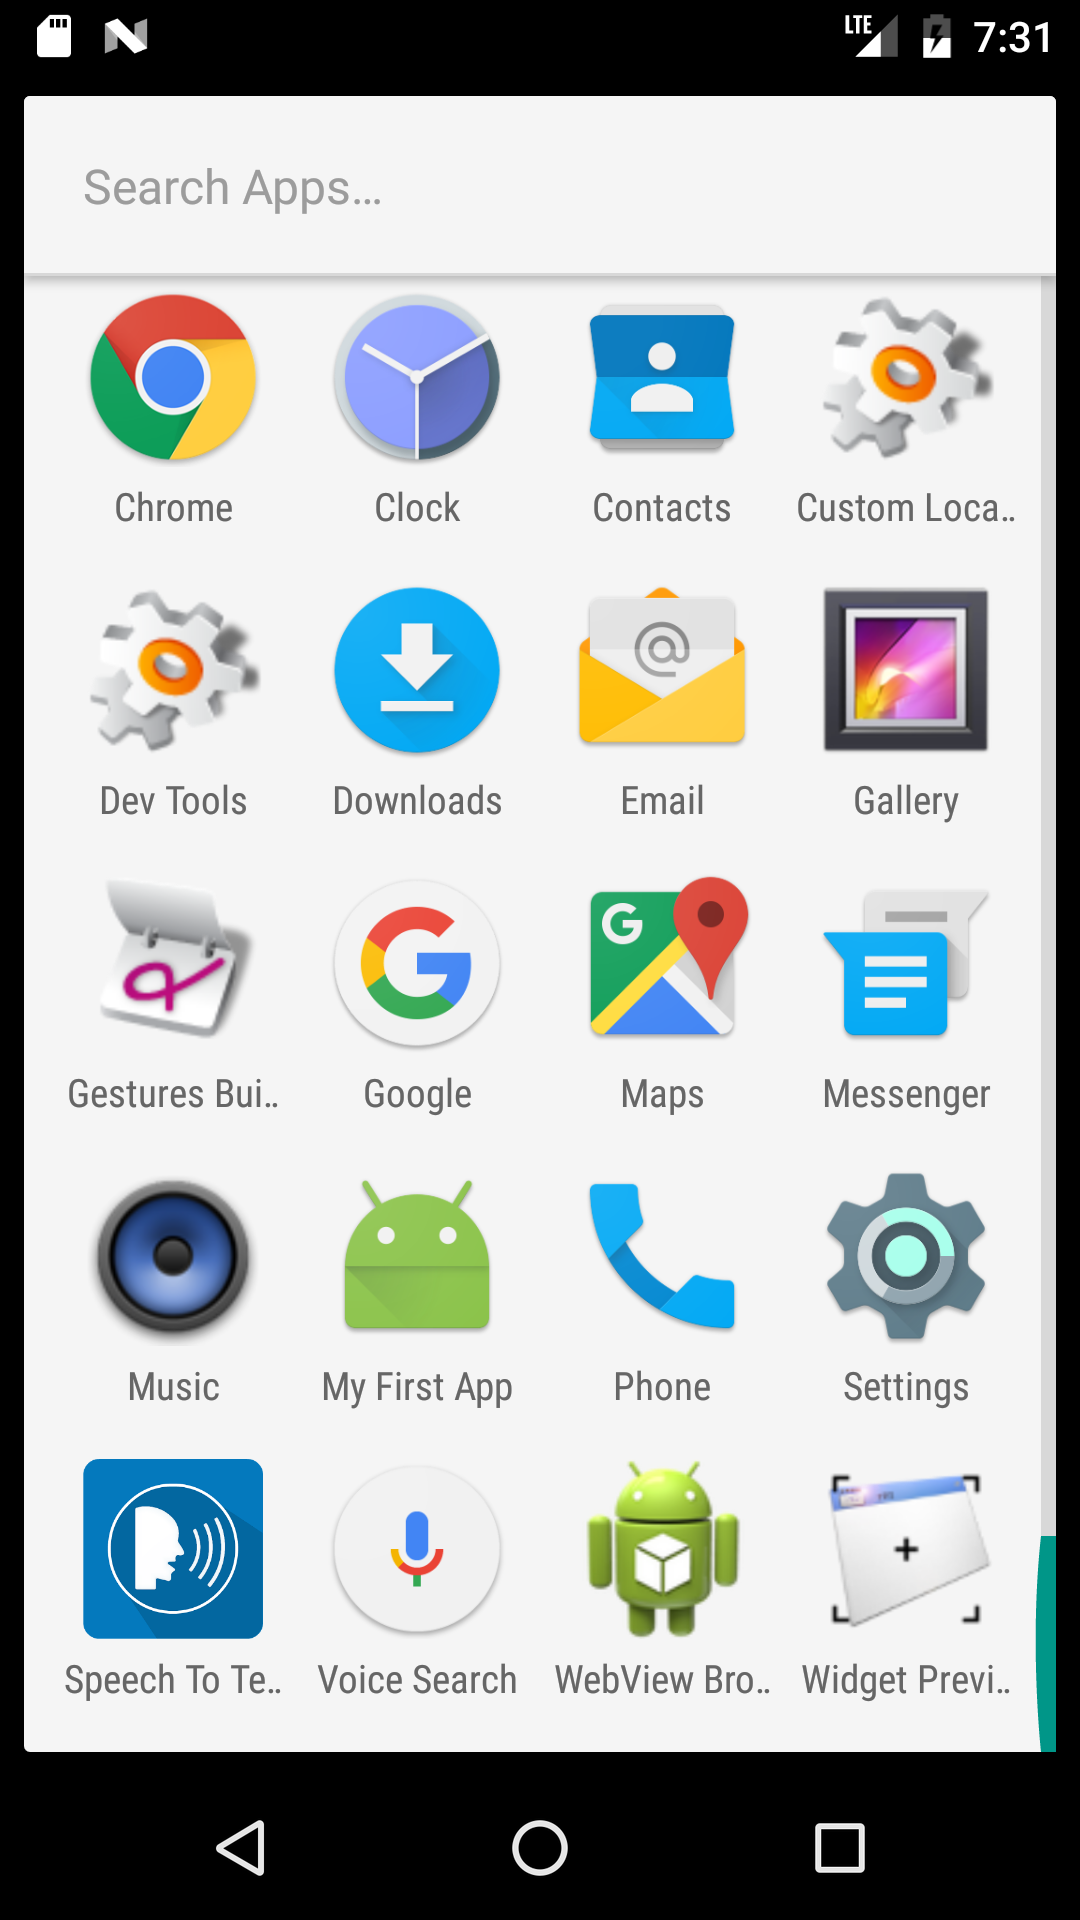 LTE 7:31
Search Apps…
Chrome Clock Contacts Custom Loca..
Dev Tools Downloads Email Gallery
Gestures Bui.. Google Maps Messenger
Music My First App Phone Settings
Speech To Te.. Voice Search WebView Bro.. Widget Previ..